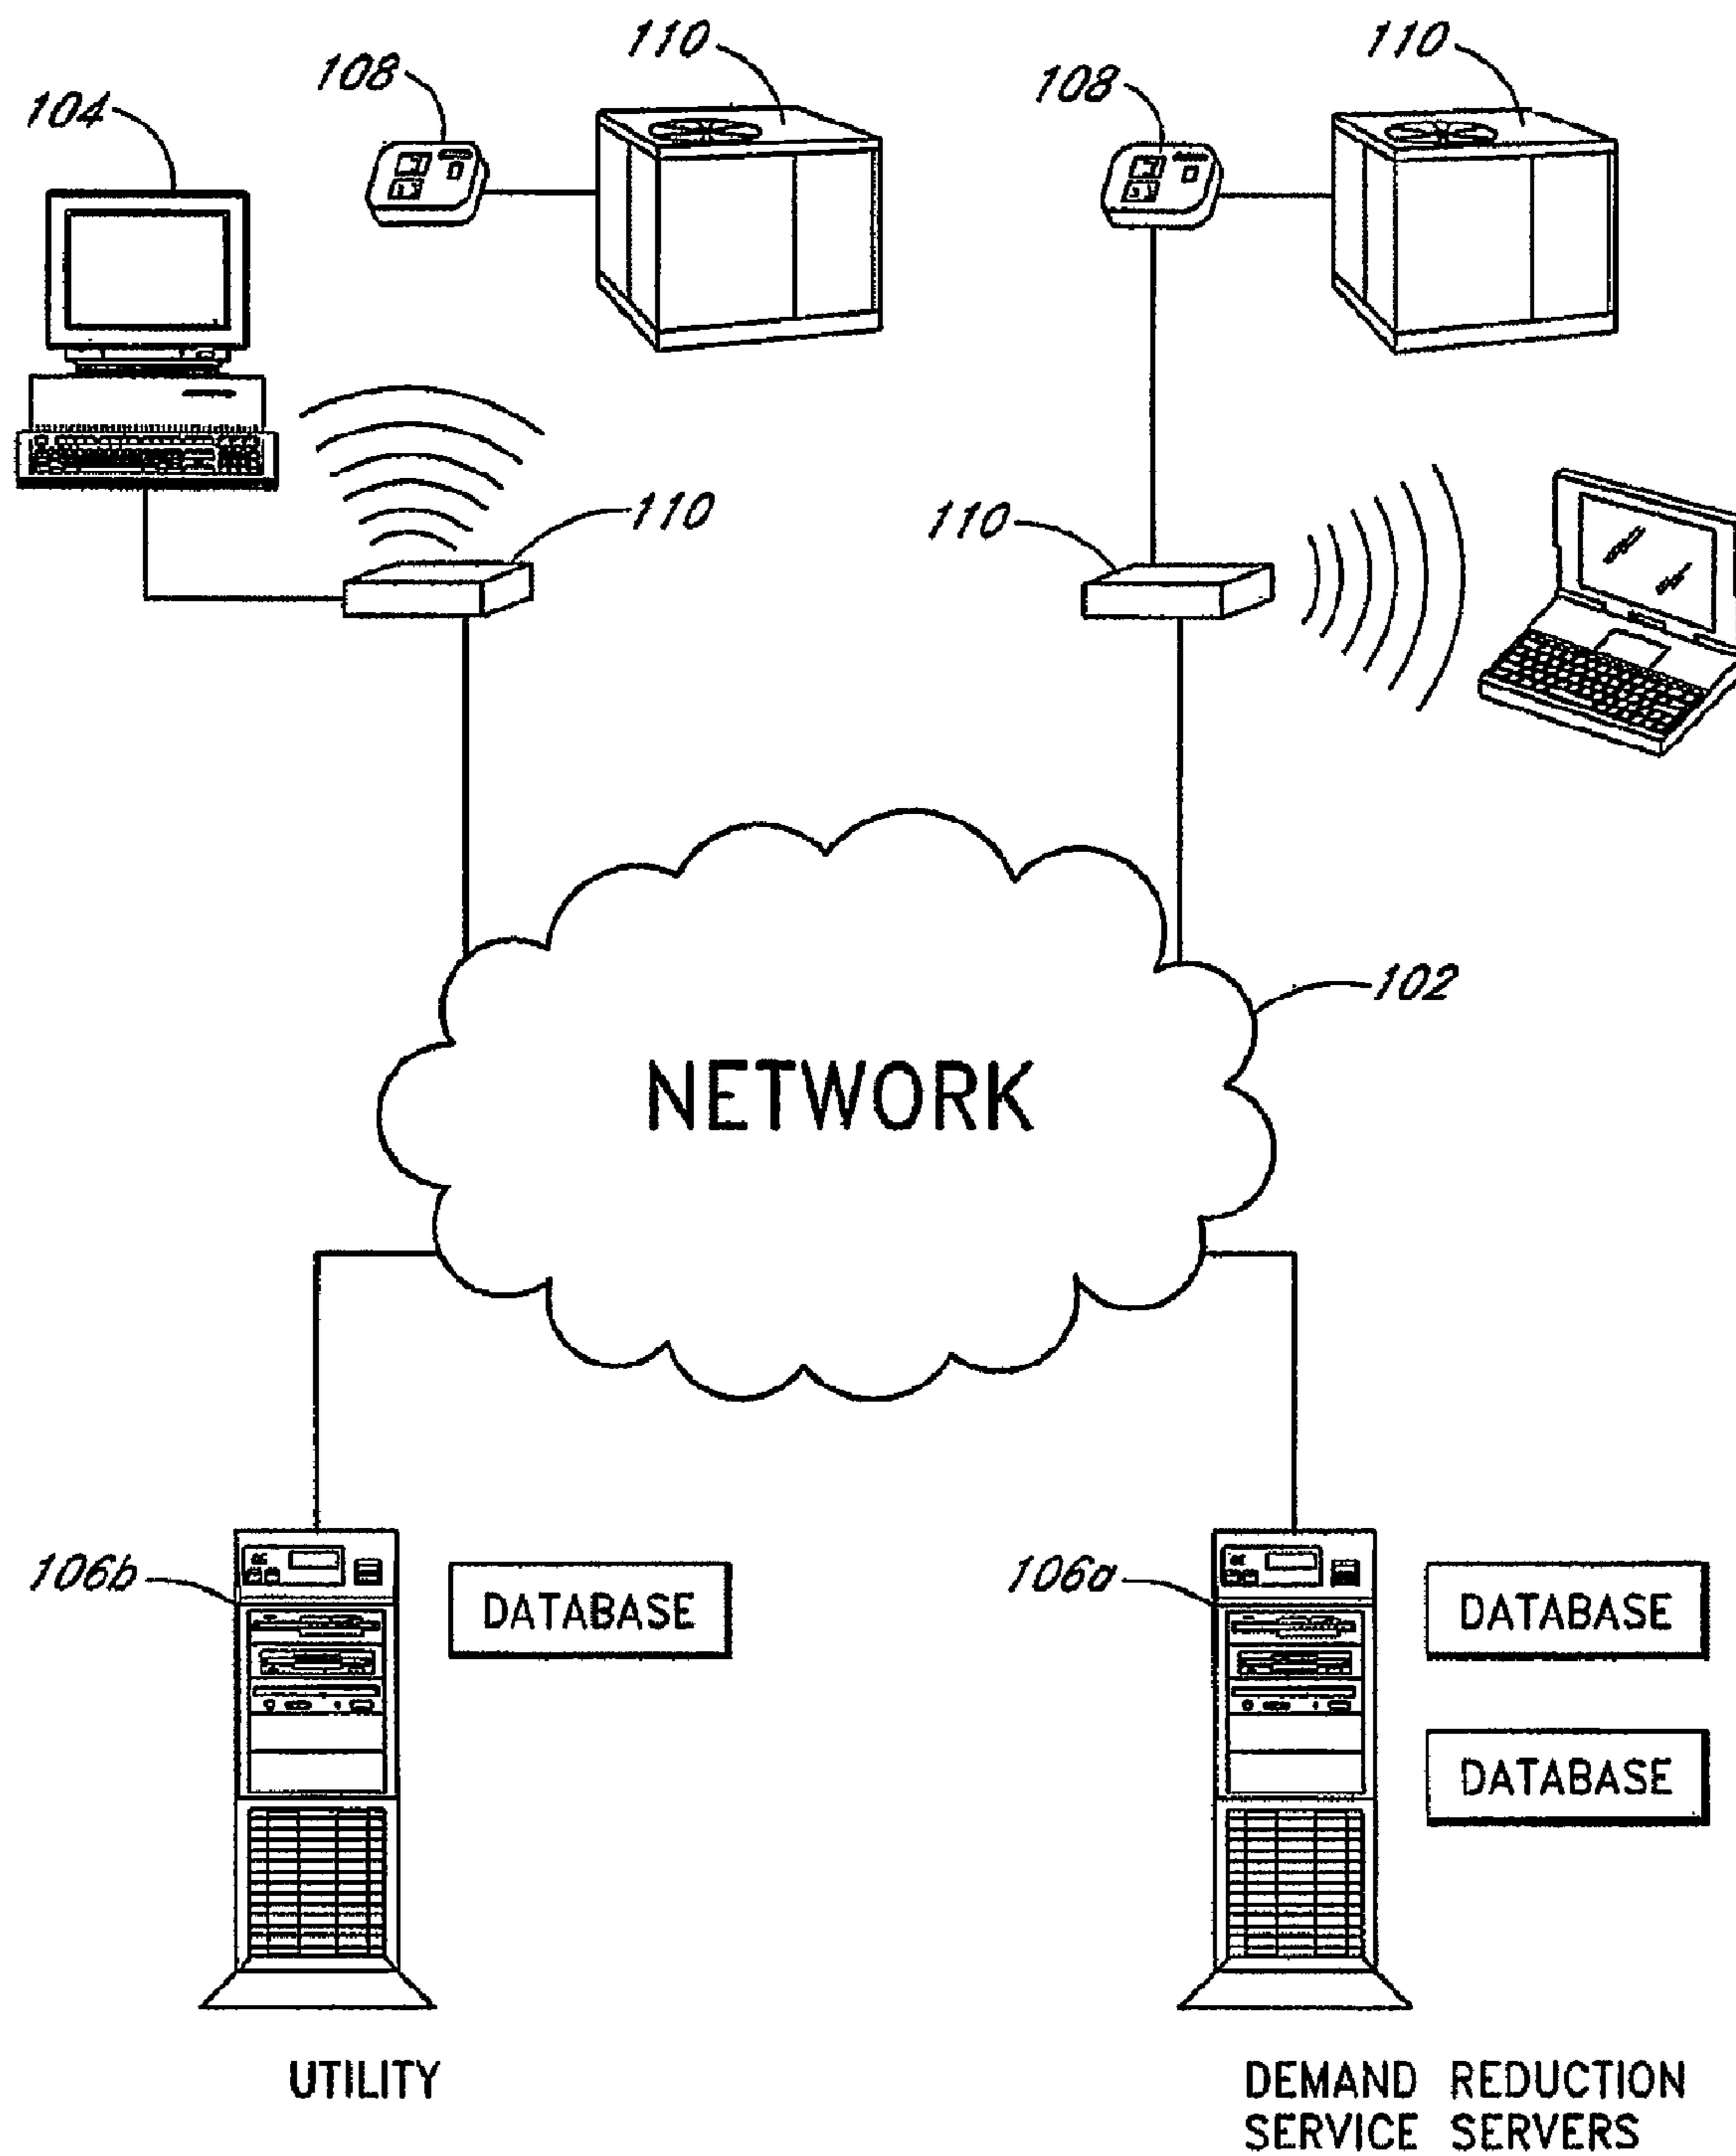 110
110
108
108
104
110
110
102
NETWORK
106b
DATABASE
106a
DATABASE
DATABASE
UTILITY
DEMAND REDUCTION
SERVICE SERVERS